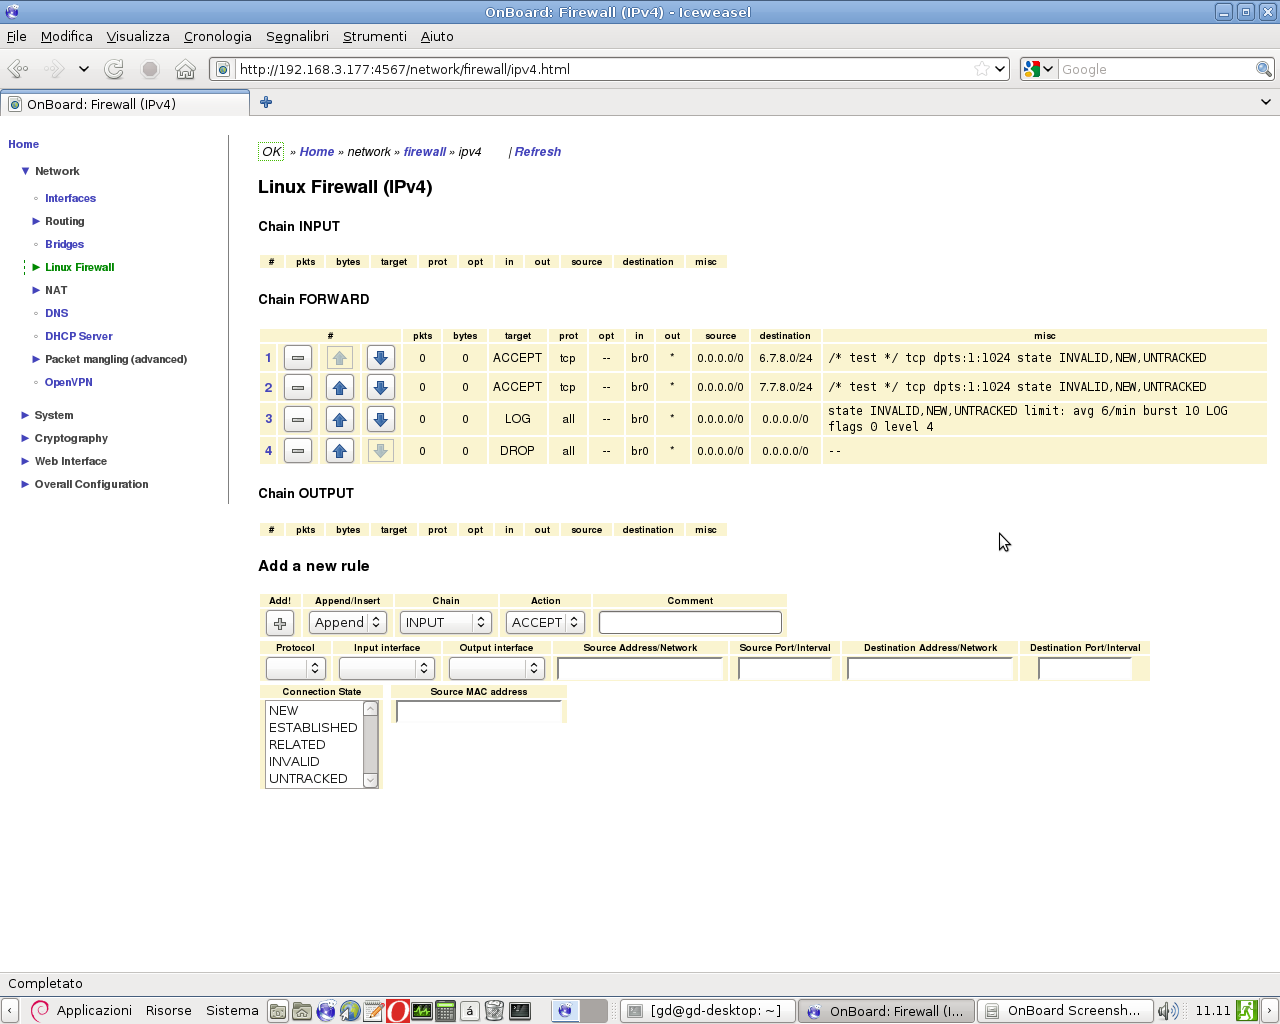 OnBoard: Firewall (IPv4) - Iceweasel
File Modifica Visualizza Cronologia Segnalibri Strumenti Aiuto
http://192.168.3.177:4567/network/firewall/ipv4.html Google
OnBoard: Firewall (IPv4)
Home
Network
Interfaces
Routing
Bridges
Linux Firewall
NAT
DNS
DHCP Server
Packet mangling (advanced)
OpenVPN
System
Cryptography
Web Interface
Overall Configuration
OK » Home » network » firewall » ipv4 | Refresh
Linux Firewall (IPv4)
Chain INPUT
# pkts bytes target prot opt in out source destination misc
Chain FORWARD
# pkts bytes target prot opt in out source destination misc
1 0 0 ACCEPT tcp -- br0 * 0.0.0.0/0 6.7.8.0/24 /* test */ tcp dpts:1:1024 state INVALID,NEW,UNTRACKED
2 0 0 ACCEPT tcp -- br0 * 0.0.0.0/0 7.7.8.0/24 /* test */ tcp dpts:1:1024 state INVALID,NEW,UNTRACKED
3 0 0 LOG all -- br0 * 0.0.0.0/0 0.0.0.0/0 state INVALID,NEW,UNTRACKED limit: avg 6/min burst 10 LOG
flags 0 level 4
4 0 0 DROP all -- br0 * 0.0.0.0/0 0.0.0.0/0 --
Chain OUTPUT
# pkts bytes target prot opt in out source destination misc
Add a new rule
Add! Append/Insert Chain Action Comment
Append INPUT ACCEPT
Protocol Input interface Output interface Source Address/Network Source Port/Interval Destination Address/Network Destination Port/Interval
Connection State Source MAC address
NEW
ESTABLISHED
RELATED
INVALID
UNTRACKED
Completato
Applicazioni Risorse Sistema á [gd@gd-desktop: ~] OnBoard: Firewall (I... OnBoard Screensh... 11.11